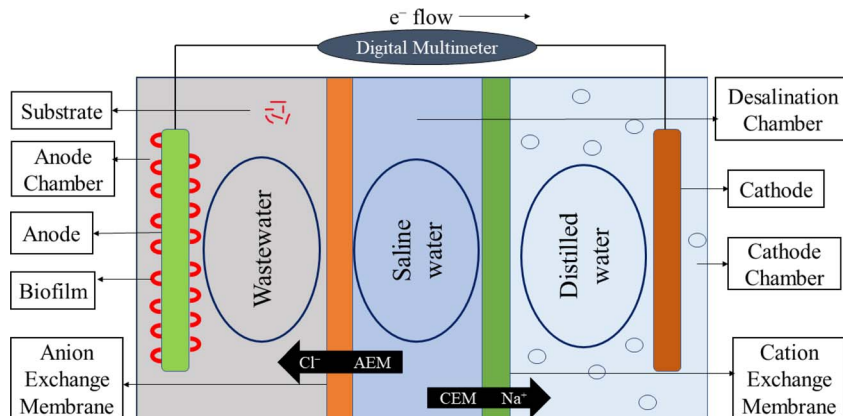 e⁻ flow
Digital Multimeter
Substrate
Anode
Chamber
Anode
Biofilm
Anion
Exchange
Membrane
Wastewater
Saline
water
Distilled
water
Cl⁻ AEM
CEM Na⁺
Desalination
Chamber
Cathode
Cathode
Chamber
Cation
Exchange
Membrane